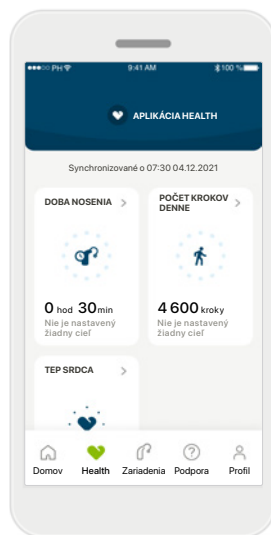 ●●●○○ PH 9:41 AM 100 %
APLIKÁCIA HEALTH
Synchronizované o 07:30 04.12.2021
DOBA NOSENIA >
0 hod 30min
Nie je nastavený
žiadny cieľ
POČET KROKOV
DENNE >
4 600 kroky
Nie je nastavený
žiadny cieľ
TEP SRDCA >
Domov Health Zariadenia Podpora Profil